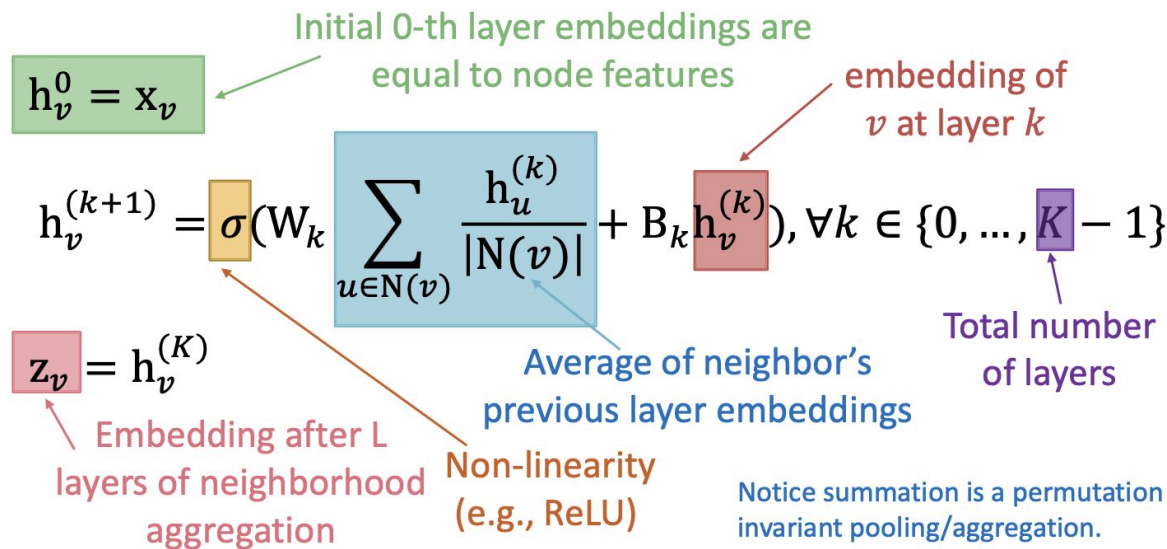 Initial 0-th layer embeddings are
equal to node features
h_v^0 = x_v
embedding of
v at layer k
h_v^{(k+1)} = σ(W_k ∑_{u∈N(v)} h_u^{(k)} / |N(v)| + B_k h_v^{(k)}), ∀k ∈ {0, …, K − 1}
Total number
of layers
z_v = h_v^{(K)}
Average of neighbor's
previous layer embeddings
Embedding after L
layers of neighborhood
aggregation
Non-linearity
(e.g., ReLU)
Notice summation is a permutation
invariant pooling/aggregation.